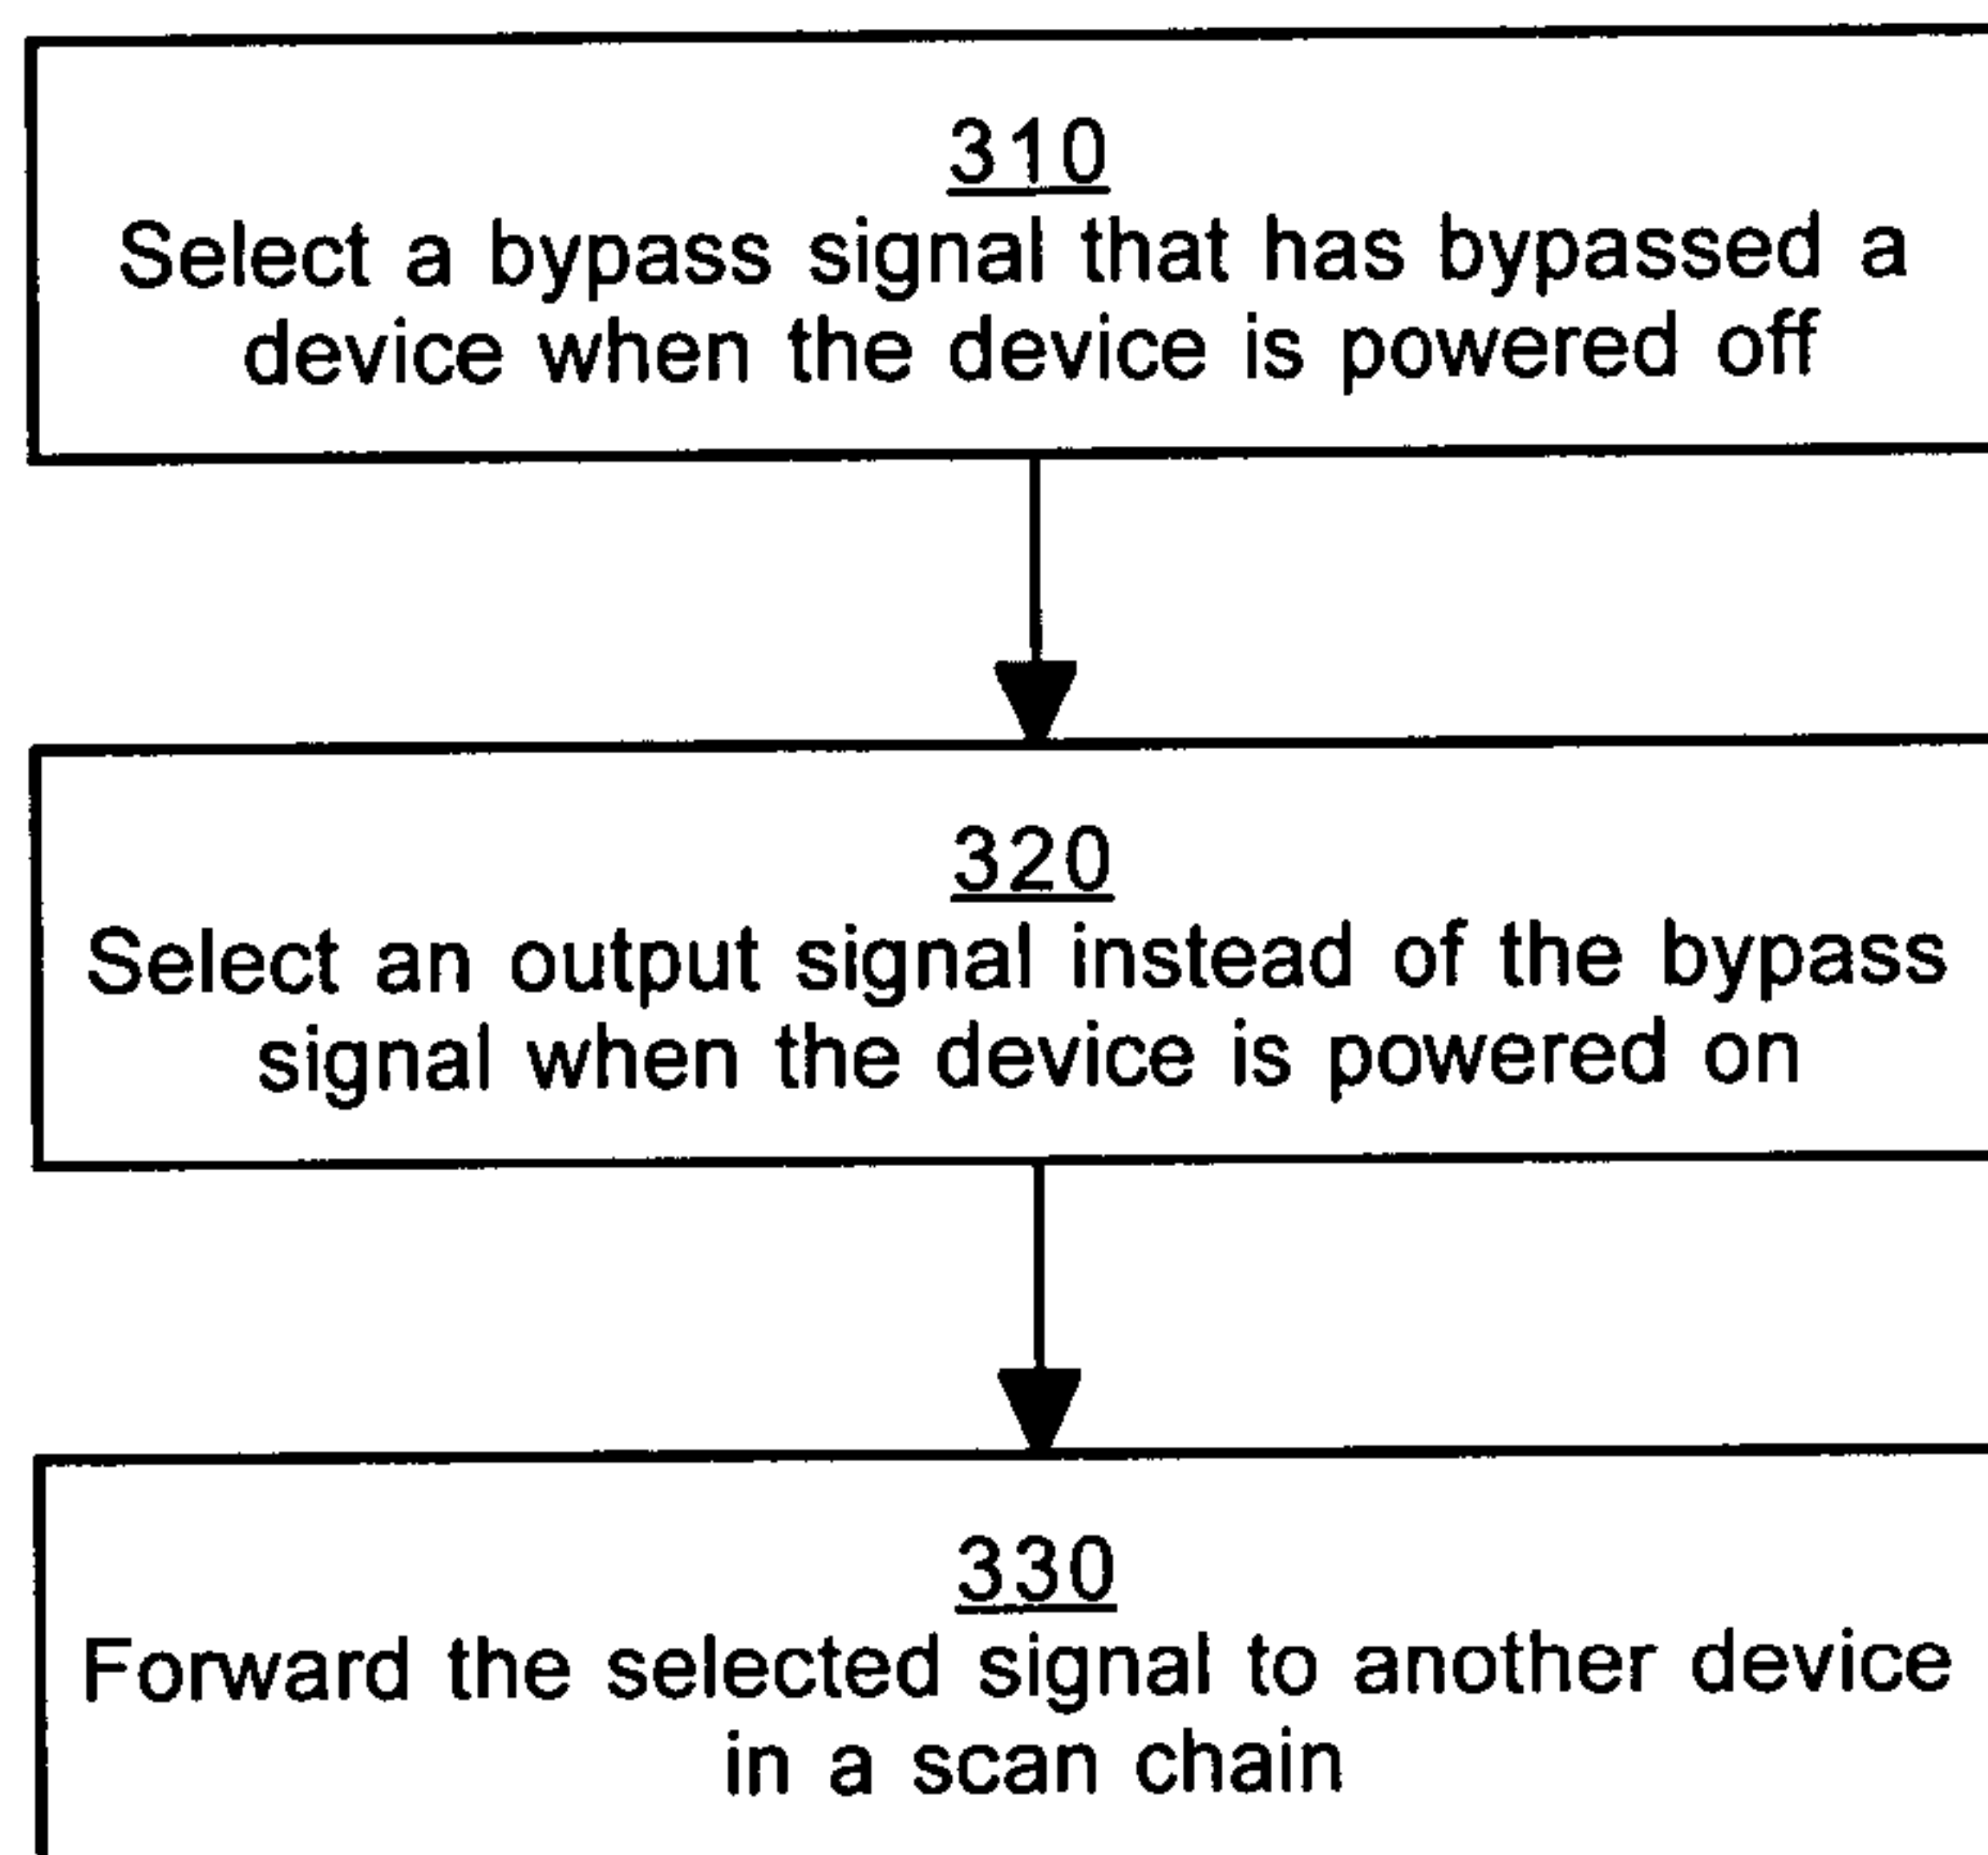 310
Select a bypass signal that has bypassed a
device when the device is powered off
320
Select an output signal instead of the bypass
signal when the device is powered on
330
Forward the selected signal to another device
in a scan chain